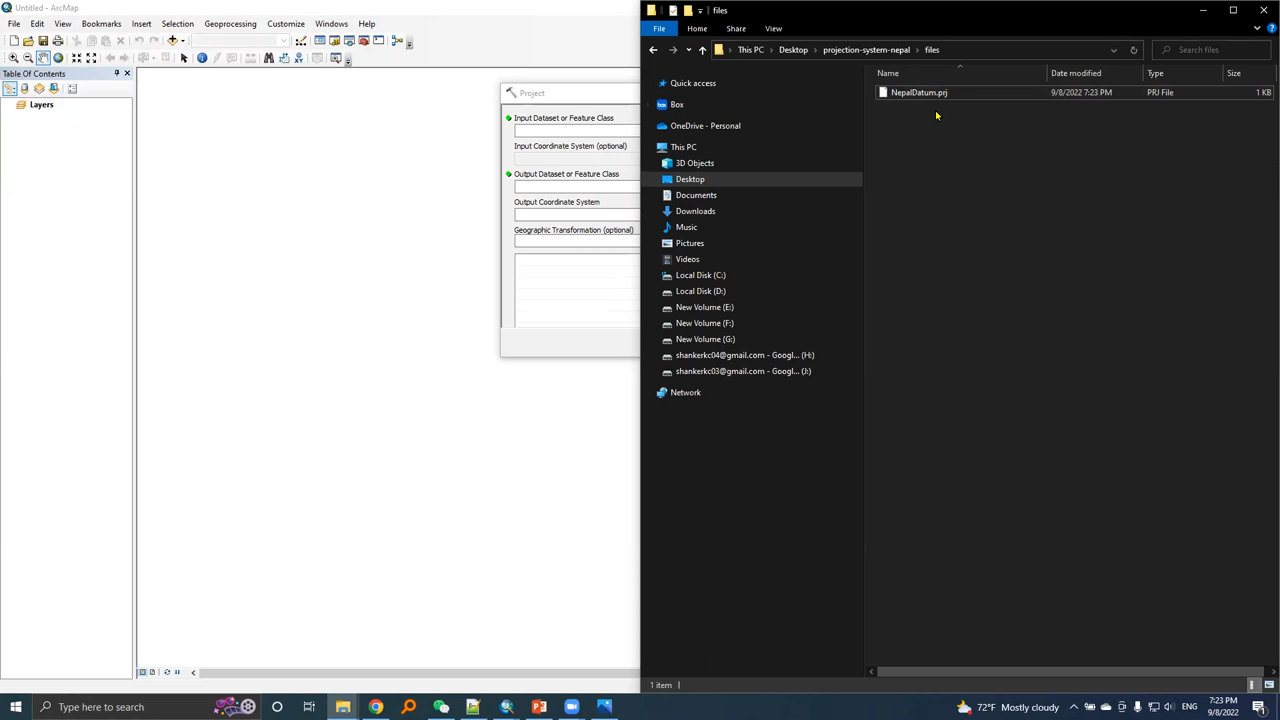 Untitled - ArcMap
File Edit View Bookmarks Insert Selection Geoprocessing Customize Windows Help
Table Of Contents
Layers
Project
Input Dataset or Feature Class
Input Coordinate System (optional)
Output Dataset or Feature Class
Output Coordinate System
Geographic Transformation (optional)
files
File Home Share View
This PC Desktop projection-system-nepal files
Search files
Name Date modified Type Size
NepalDatum.prj 9/8/2022 7:23 PM PRJ File 1 KB
Quick access
box Box
OneDrive - Personal
This PC
3D Objects
Desktop
Documents
Downloads
Music
Pictures
Videos
Local Disk (C:)
Local Disk (D:)
New Volume (E:)
New Volume (F:)
New Volume (G:)
shankerkc04@gmail.com - Googl... (H:)
shankerkc03@gmail.com - Googl... (J:)
Network
1 item
Type here to search
72°F Mostly cloudy
ENG
7:23 PM
9/8/2022